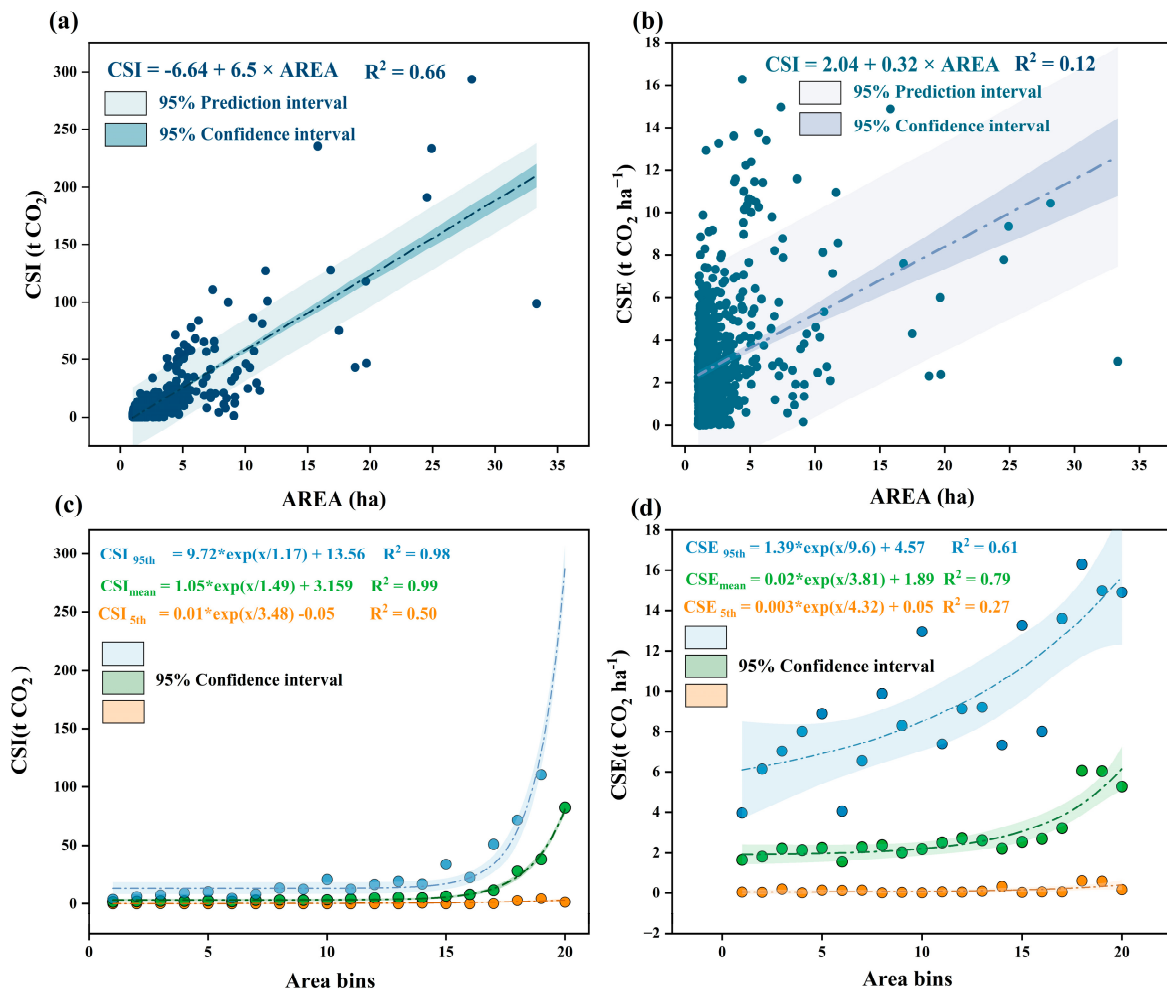 (a)
CSI = -6.64 + 6.5 × AREA R² = 0.66
95% Prediction interval
95% Confidence interval
300
250
200
150
100
50
0
CSI (t CO₂)
0 5 10 15 20 25 30 35
AREA (ha)
(b)
CSI = 2.04 + 0.32 × AREA R² = 0.12
95% Prediction interval
95% Confidence interval
18
16
14
12
10
8
6
4
2
0
CSE (t CO₂ ha⁻¹)
0 5 10 15 20 25 30 35
AREA (ha)
(c)
CSI 95th = 9.72*exp(x/1.17) + 13.56 R² = 0.98
CSImean = 1.05*exp(x/1.49) + 3.159 R² = 0.99
CSI 5th = 0.01*exp(x/3.48) -0.05 R² = 0.50
95% Confidence interval
300
250
200
150
100
50
0
CSI(t CO₂)
0 5 10 15 20
Area bins
(d)
CSE 95th = 1.39*exp(x/9.6) + 4.57 R² = 0.61
CSEmean = 0.02*exp(x/3.81) + 1.89 R² = 0.79
CSE 5th = 0.003*exp(x/4.32) + 0.05 R² = 0.27
95% Confidence interval
18
16
14
12
10
8
6
4
2
0
−2
CSE(t CO₂ ha⁻¹)
0 5 10 15 20
Area bins